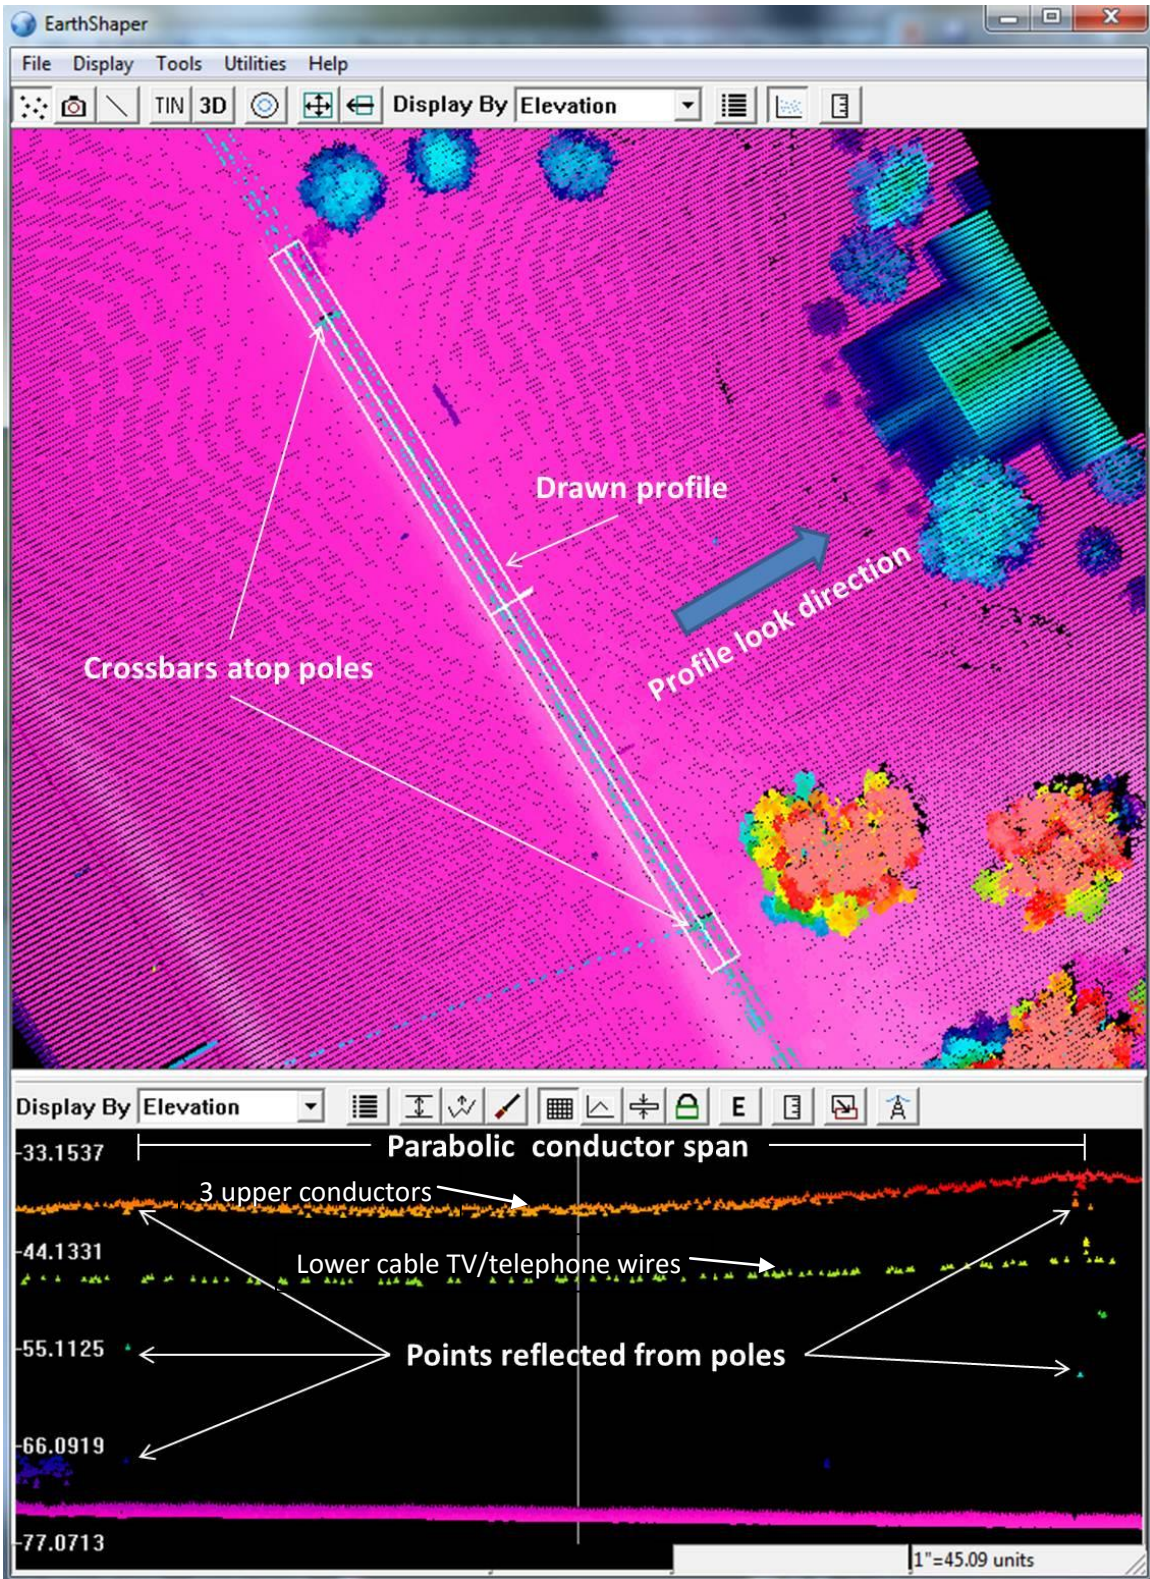 EarthShaper
File Display Tools Utilities Help
TIN 3D Display By Elevation
Drawn profile
Profile look direction
Crossbars atop poles
Display By Elevation E
-33.1537
Parabolic conductor span
3 upper conductors
-44.1331
Lower cable TV/telephone wires
-55.1125
Points reflected from poles
-66.0919
-77.0713
1"=45.09 units